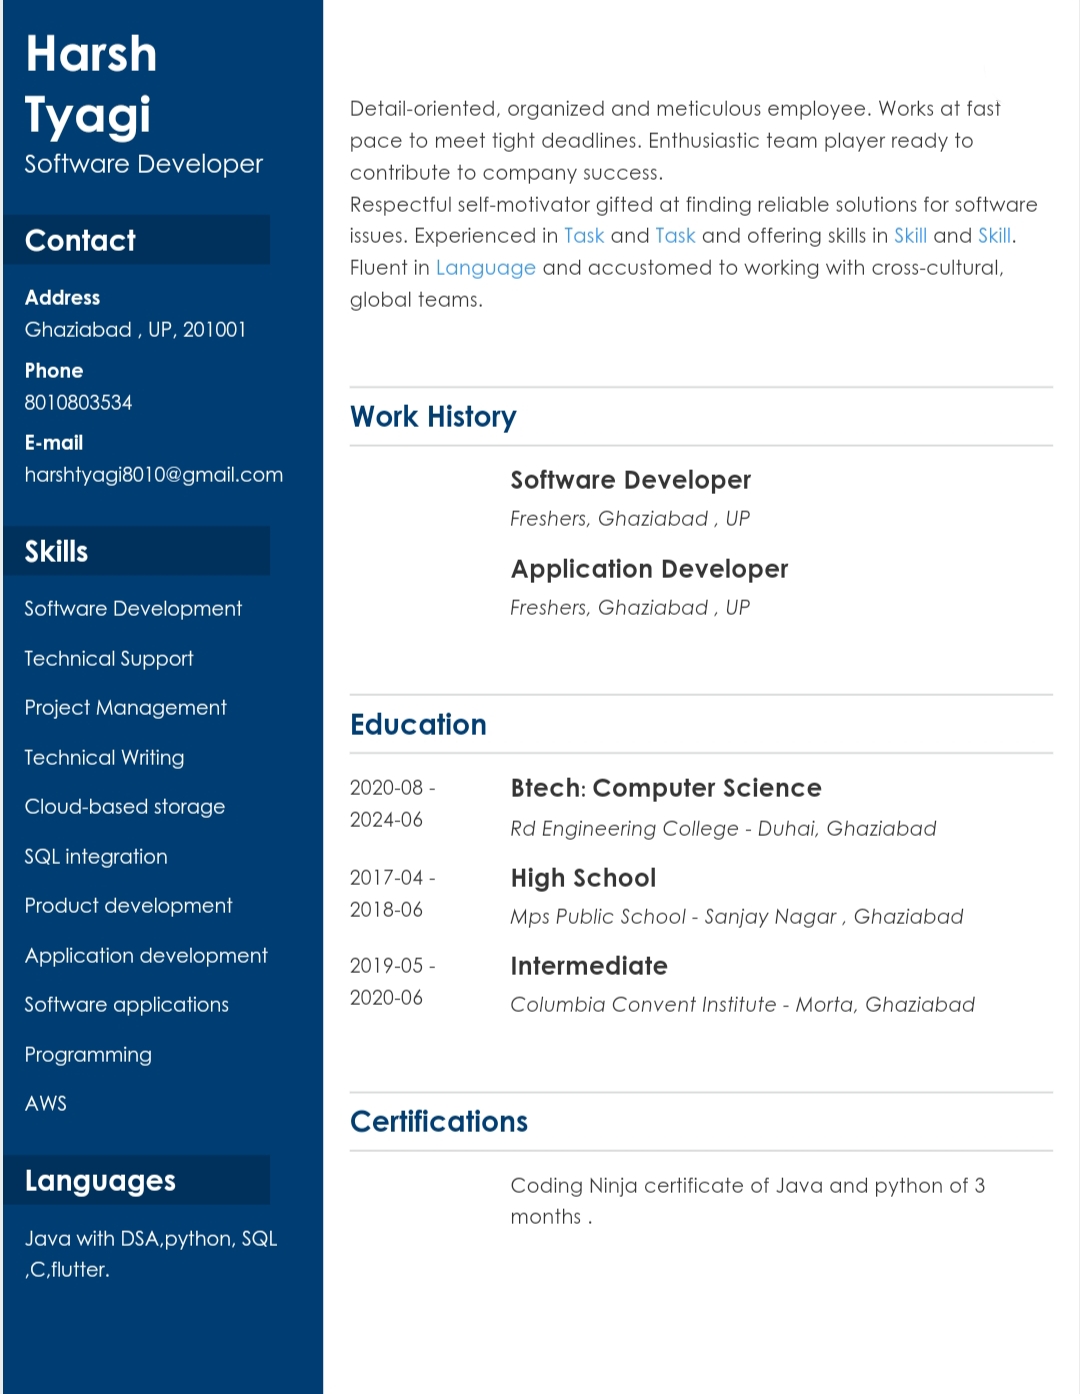 Harsh
Tyagi
Software Developer
Contact
Address
Ghaziabad , UP, 201001
Phone
8010803534
E-mail
harshtyagi8010@gmail.com
Skills
Software Development
Technical Support
Project Management
Technical Writing
Cloud-based storage
SQL integration
Product development
Application development
Software applications
Programming
AWS
Languages
Java with DSA,python, SQL
,C,flutter.
Detail-oriented, organized and meticulous employee. Works at fast
pace to meet tight deadlines. Enthusiastic team player ready to
contribute to company success.
Respectful self-motivator gifted at finding reliable solutions for software
issues. Experienced in Task and Task and offering skills in Skill and Skill.
Fluent in Language and accustomed to working with cross-cultural,
global teams.
Work History
Software Developer
Freshers, Ghaziabad , UP
Application Developer
Freshers, Ghaziabad , UP
Education
2020-08 -
2024-06
Btech: Computer Science
Rd Engineering College - Duhai, Ghaziabad
2017-04 -
2018-06
High School
Mps Public School - Sanjay Nagar , Ghaziabad
2019-05 -
2020-06
Intermediate
Columbia Convent Institute - Morta, Ghaziabad
Certifications
Coding Ninja certificate of Java and python of 3
months .